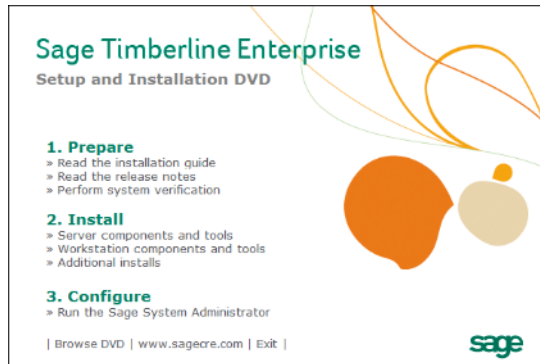 Sage Timberline Enterprise
Setup and Installation DVD
1. Prepare
» Read the installation guide
» Read the release notes
» Perform system verification
2. Install
» Server components and tools
» Workstation components and tools
» Additional installs
3. Configure
» Run the Sage System Administrator
| Browse DVD | www.sagecre.com | Exit |
sage